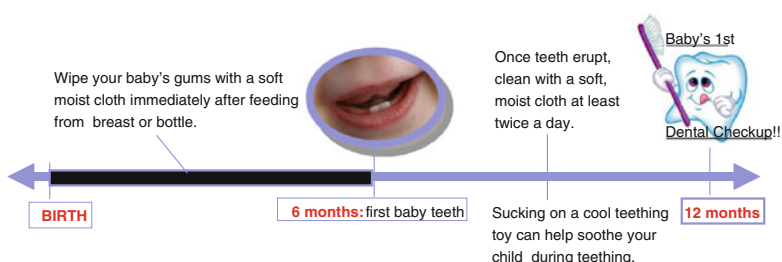 Wipe your baby's gums with a soft
moist cloth immediately after feeding
from breast or bottle.
Once teeth erupt,
clean with a soft,
moist cloth at least
twice a day.
Baby's 1st
Dental Checkup!!
BIRTH
6 months: first baby teeth
Sucking on a cool teething
toy can help soothe your
child during teething.
12 months